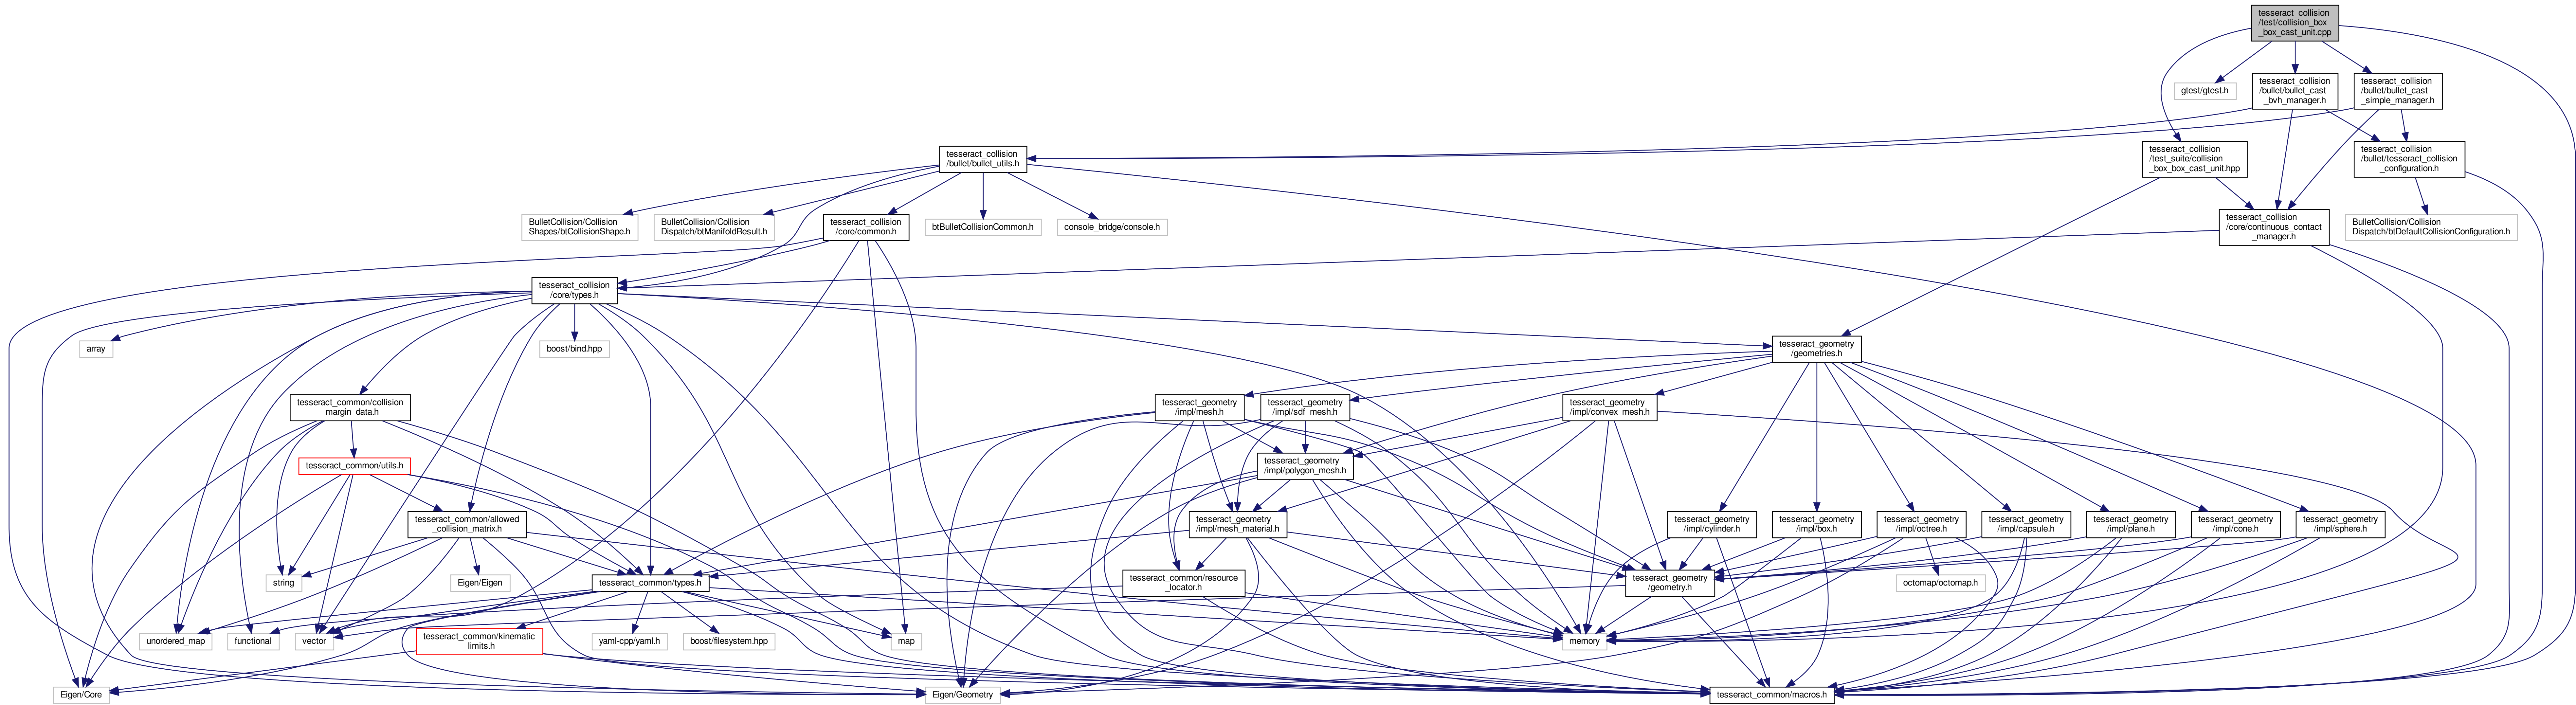 tesseract_collision
/test/collision_box
_box_cast_unit.cpp
gtest/gtest.h
tesseract_collision
/bullet/bullet_cast
_bvh_manager.h
tesseract_collision
/bullet/bullet_cast
_simple_manager.h
tesseract_collision
/bullet/bullet_utils.h
tesseract_collision
/test_suite/collision
_box_box_cast_unit.hpp
tesseract_collision
/bullet/tesseract_collision
_configuration.h
BulletCollision/Collision
Shapes/btCollisionShape.h
BulletCollision/Collision
Dispatch/btManifoldResult.h
tesseract_collision
/core/common.h
btBulletCollisionCommon.h
console_bridge/console.h
tesseract_collision
/core/continuous_contact
_manager.h
BulletCollision/Collision
Dispatch/btDefaultCollisionConfiguration.h
tesseract_collision
/core/types.h
array
boost/bind.hpp
tesseract_geometry
/geometries.h
tesseract_common/collision
_margin_data.h
tesseract_geometry
/impl/mesh.h
tesseract_geometry
/impl/sdf_mesh.h
tesseract_geometry
/impl/convex_mesh.h
tesseract_common/utils.h
tesseract_geometry
/impl/polygon_mesh.h
tesseract_common/allowed
_collision_matrix.h
tesseract_geometry
/impl/mesh_material.h
tesseract_geometry
/impl/cylinder.h
tesseract_geometry
/impl/box.h
tesseract_geometry
/impl/octree.h
tesseract_geometry
/impl/capsule.h
tesseract_geometry
/impl/plane.h
tesseract_geometry
/impl/cone.h
tesseract_geometry
/impl/sphere.h
string
Eigen/Eigen
tesseract_common/types.h
tesseract_common/resource
_locator.h
tesseract_geometry
/geometry.h
octomap/octomap.h
unordered_map
functional
vector
tesseract_common/kinematic
_limits.h
yaml-cpp/yaml.h
boost/filesystem.hpp
map
memory
Eigen/Core
Eigen/Geometry
tesseract_common/macros.h